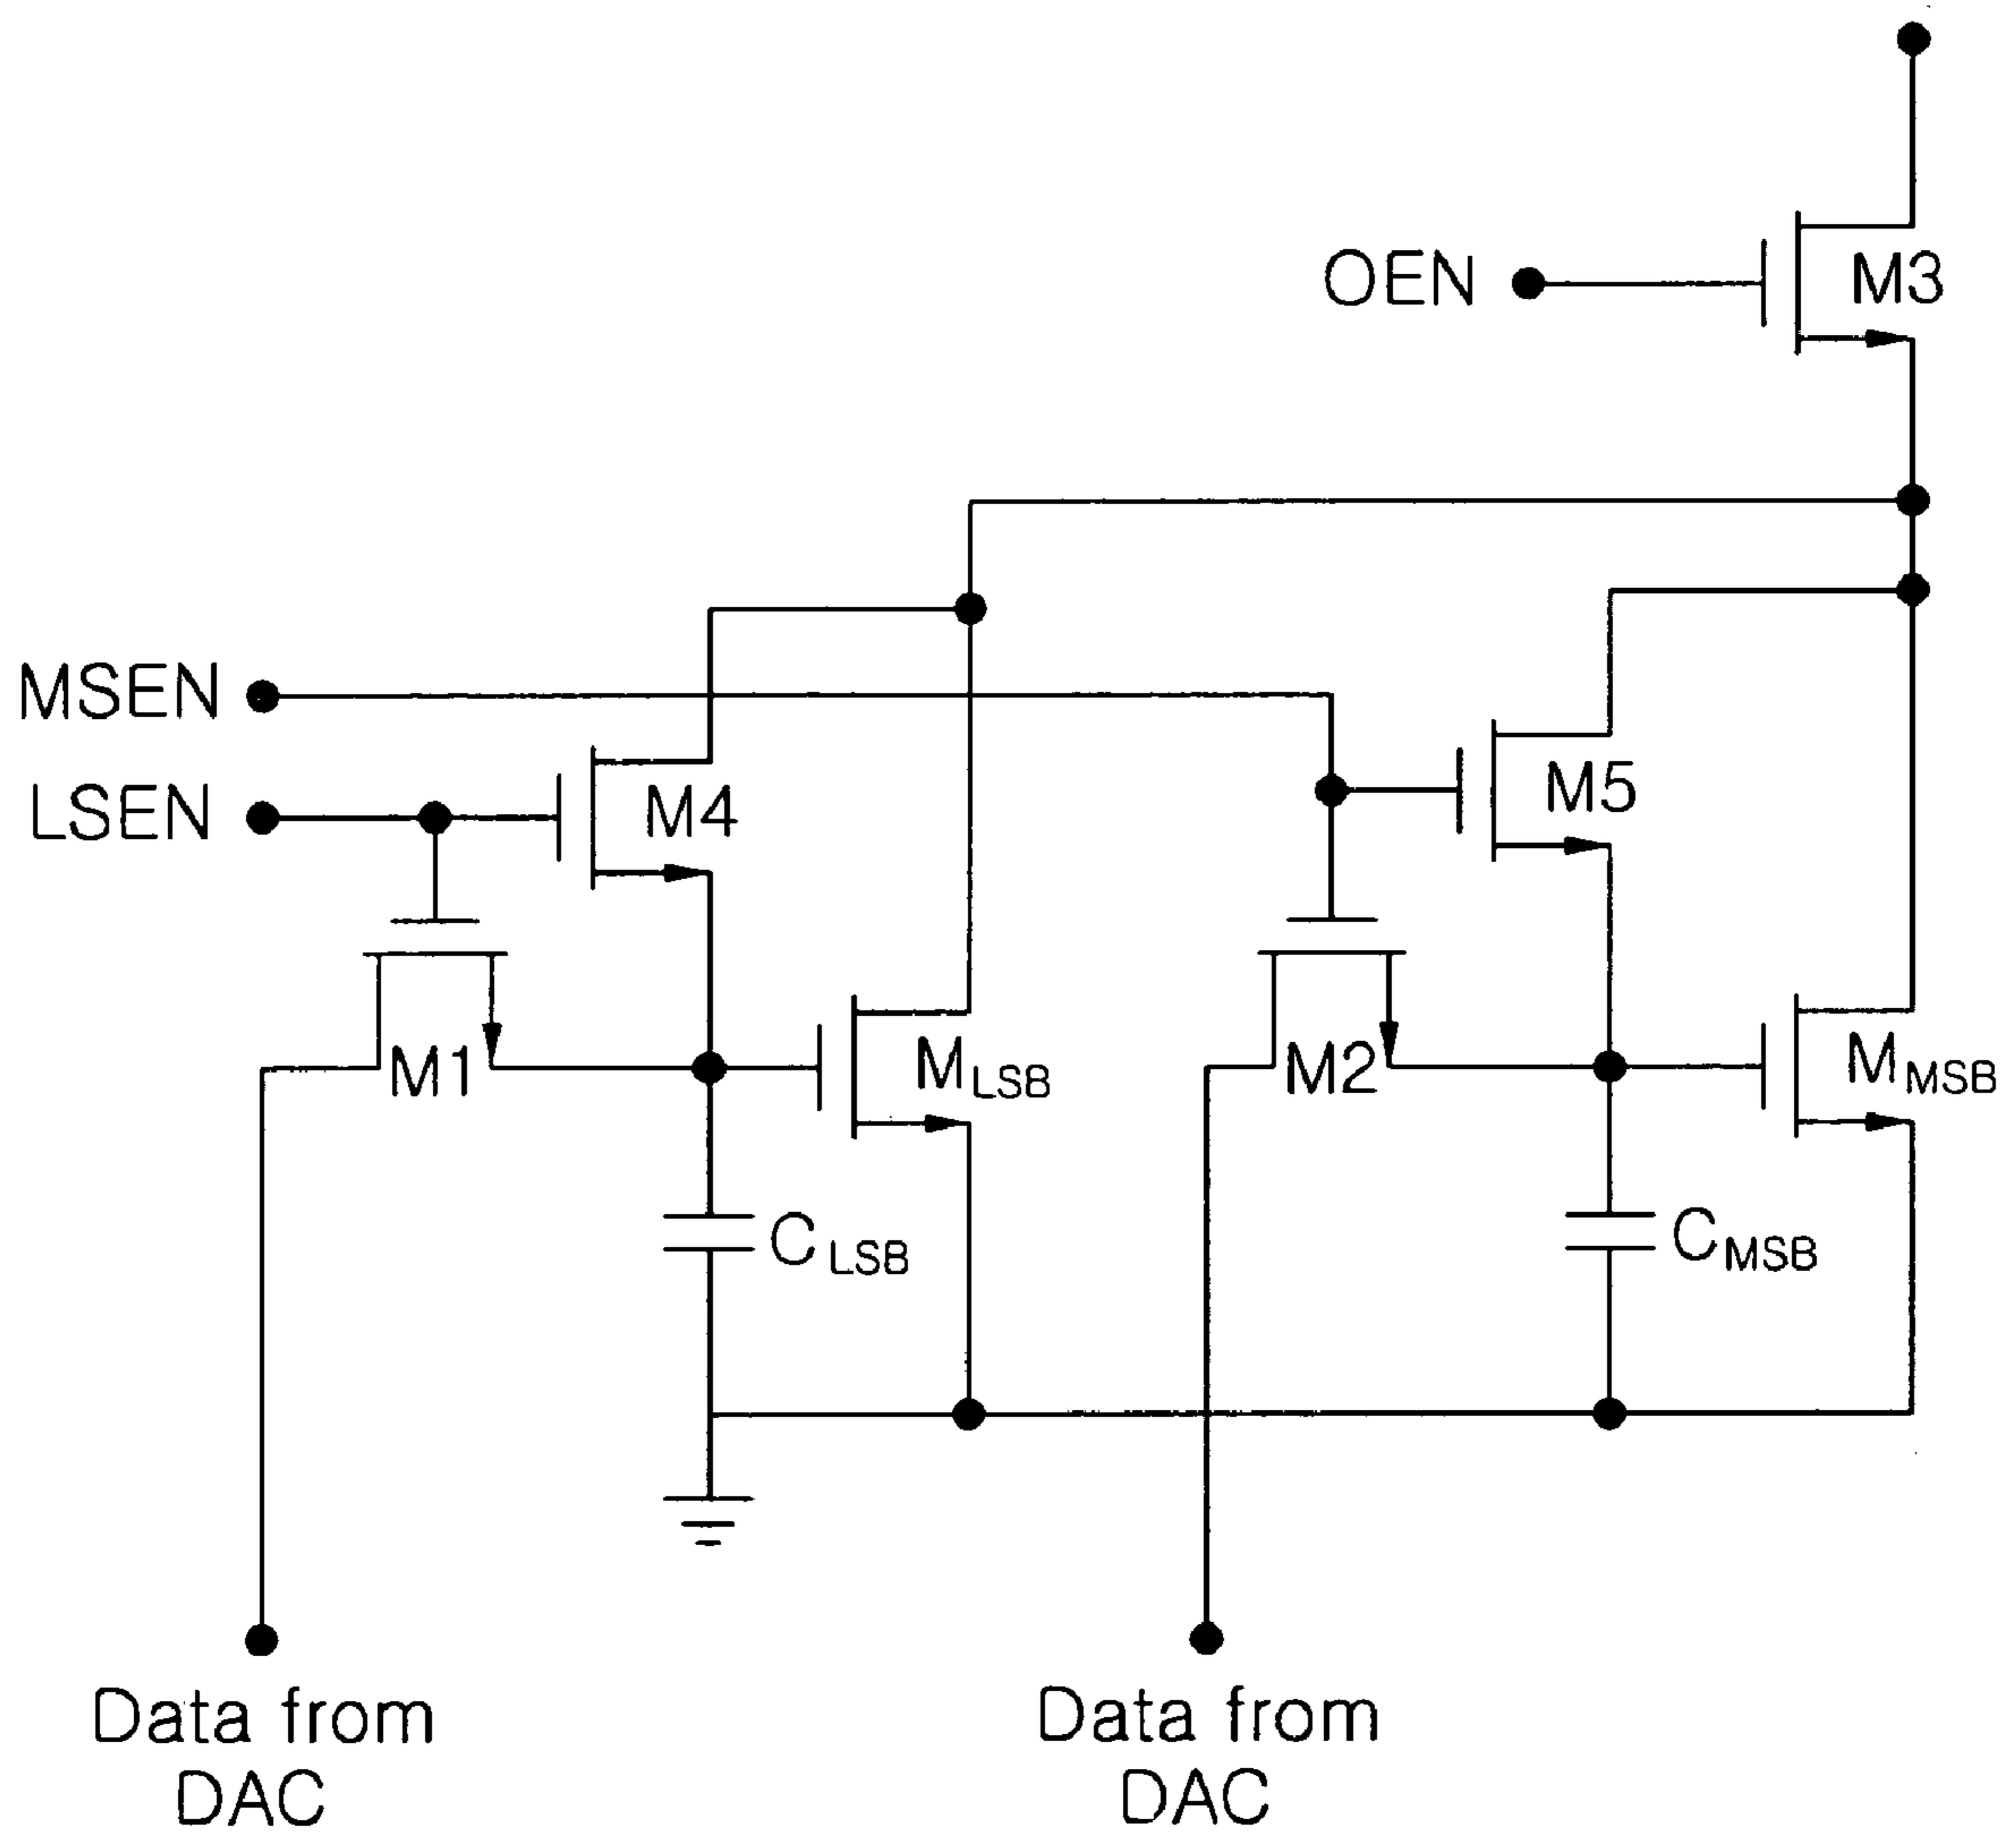 OEN
M3
MSEN
LSEN
M4
M5
M1
MLSB
M2
MMSB
CLSB
CMSB
Data from
DAC
Data from
DAC